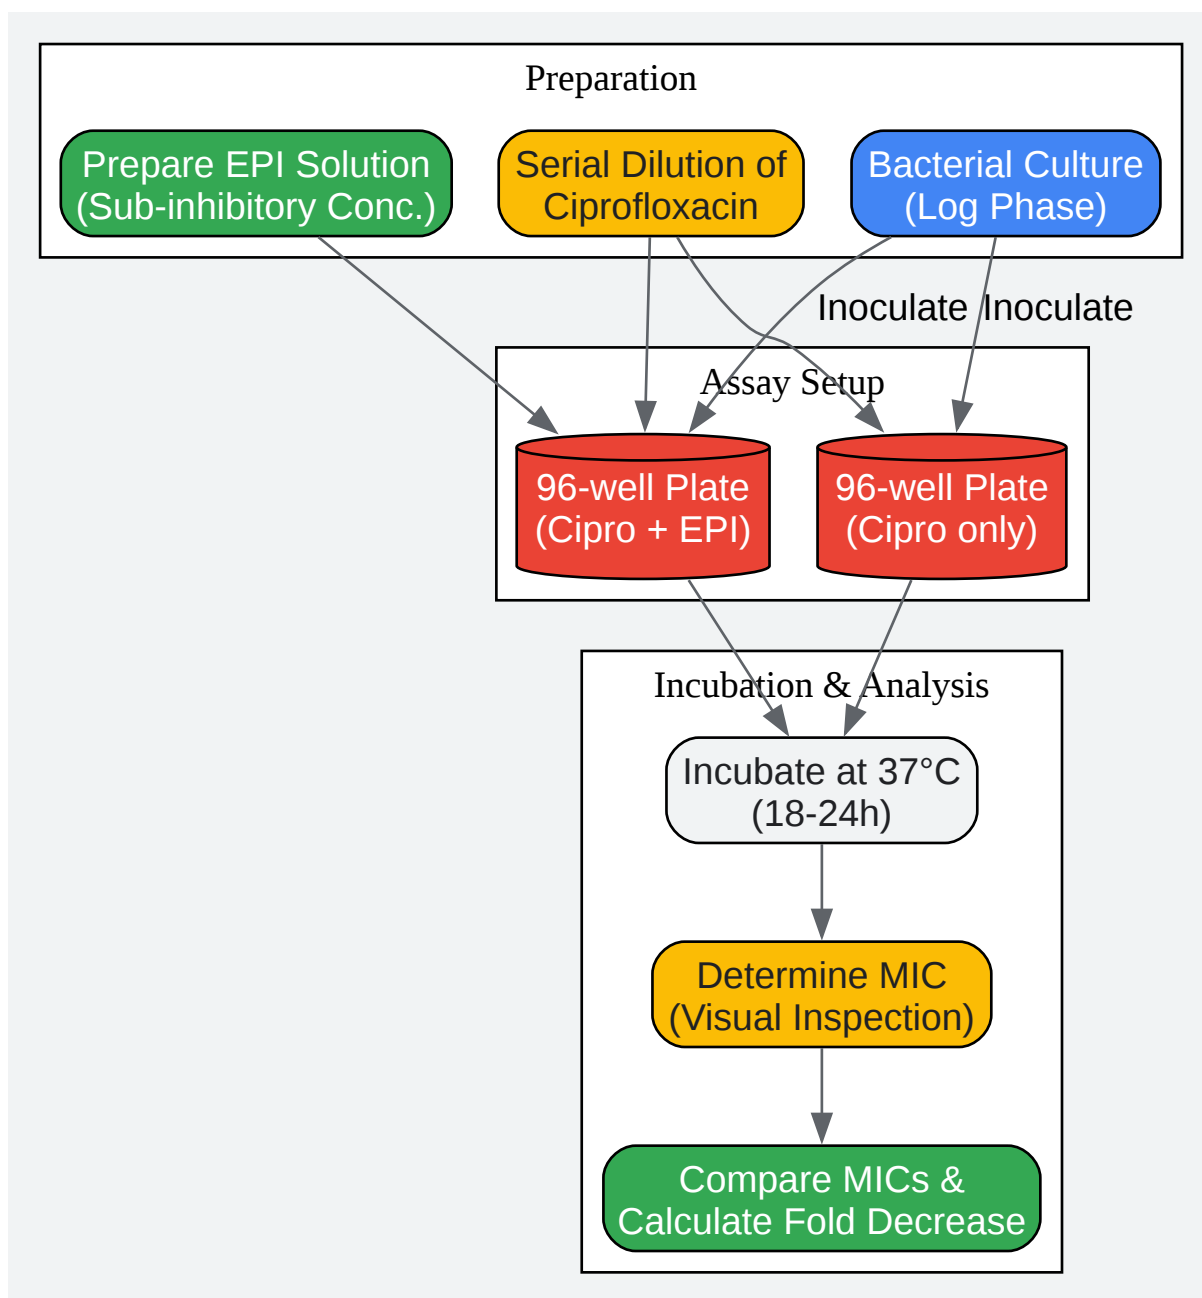 Preparation
Prepare EPI Solution
(Sub-inhibitory Conc.)
Serial Dilution of
Ciprofloxacin
Bacterial Culture
(Log Phase)
Inoculate
Inoculate
Assay Setup
96-well Plate
(Cipro + EPI)
96-well Plate
(Cipro only)
Incubation & Analysis
Incubate at 37°C
(18-24h)
Determine MIC
(Visual Inspection)
Compare MICs &
Calculate Fold Decrease